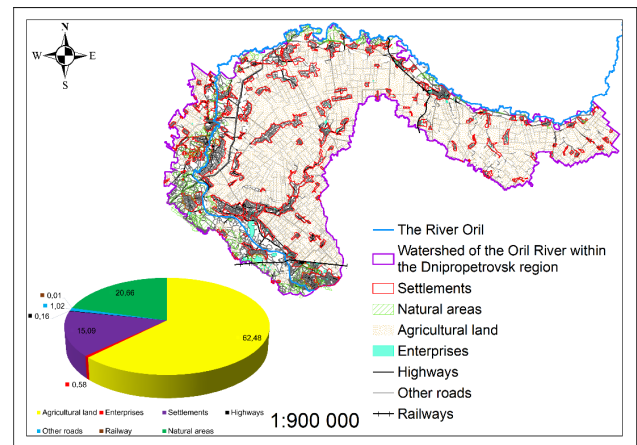 N
W E
S
The River Oril
Watershed of the Oril River within
the Dnipropetrovsk region
Settlements
Natural areas
Agricultural land
Enterprises
Highways
Other roads
Railways
0,01
1,02
0,16
20,66
15,69
62,48
0,58
Agricultural land Enterprises Settlements Highways
Other roads Railway Natural areas
1:900 000